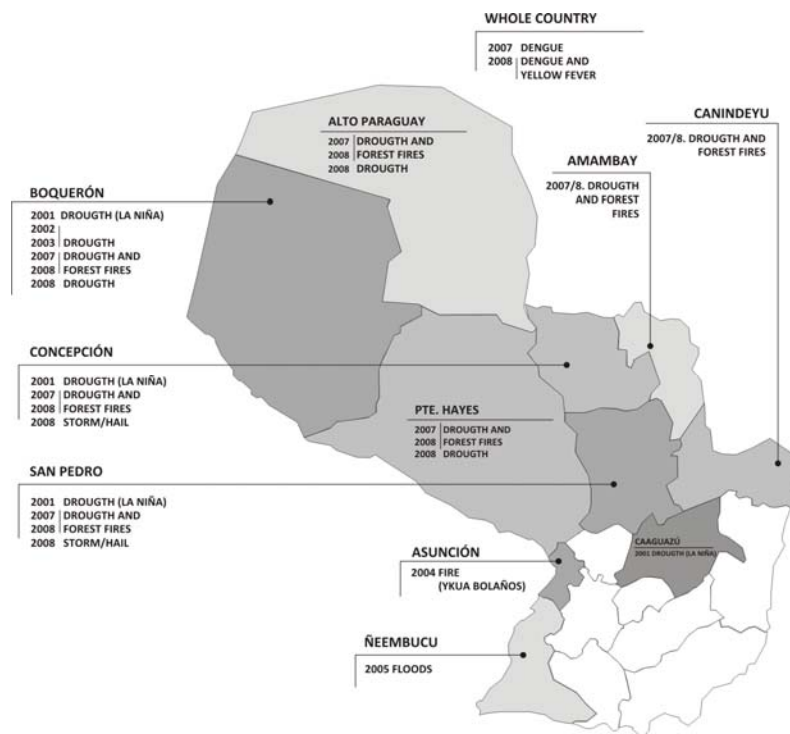 WHOLE COUNTRY
2007 DENGUE
2008 DENGUE AND
YELLOW FEVER
CANINDEYU
2007/8. DROUGTH AND
FOREST FIRES
ALTO PARAGUAY
2007 DROUGTH AND
2008 FOREST FIRES
2008 DROUGTH
AMAMBAY
2007/8. DROUGTH
AND FOREST
FIRES
BOQUERÓN
2001 DROUGTH (LA NIÑA)
2002
2003 DROUGTH
2007 DROUGTH AND
2008 FOREST FIRES
2008 DROUGTH
CONCEPCIÓN
2001 DROUGTH (LA NIÑA)
2007 DROUGTH AND
2008 FOREST FIRES
2008 STORM/HAIL
PTE. HAYES
2007 DROUGTH AND
2008 FOREST FIRES
2008 DROUGTH
SAN PEDRO
2001 DROUGTH (LA NIÑA)
2007 DROUGTH AND
2008 FOREST FIRES
2008 STORM/HAIL
CAAGUAZÚ
2001 DROUGTH (LA NIÑA)
ASUNCIÓN
2004 FIRE
(YKUA BOLAÑOS)
ÑEEMBUCU
2005 FLOODS